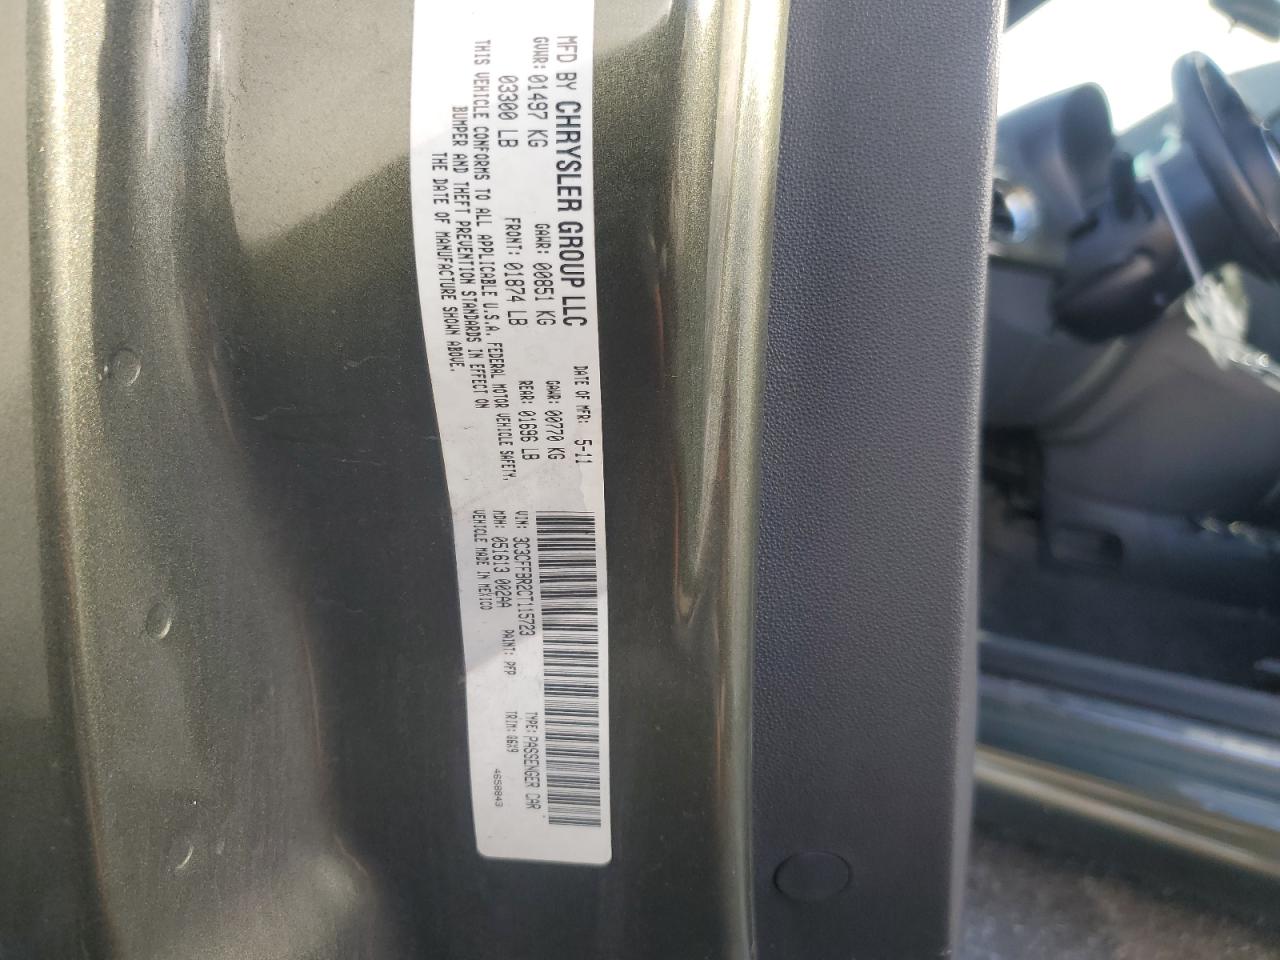 MFD BY CHRYSLER GROUP LLC DATE OF MFR: 5-11
GVWR: 01497 KG GAWR: 00851 KG GAWR: 00770 KG
03300 LB FRONT: 01874 LB REAR: 01696 LB
THIS VEHICLE CONFORMS TO ALL APPLICABLE U.S.A. FEDERAL MOTOR VEHICLE SAFETY,
BUMPER AND THEFT PREVENTION STANDARDS IN EFFECT ON
THE DATE OF MANUFACTURE SHOWN ABOVE.
VIN: 3C3CFFBR2CT115723 TYPE: PASSENGER CAR
MDH: 051613 002AA PAINT: PFP TRIM: Q6X9
VEHICLE MADE IN MEXICO
4658843